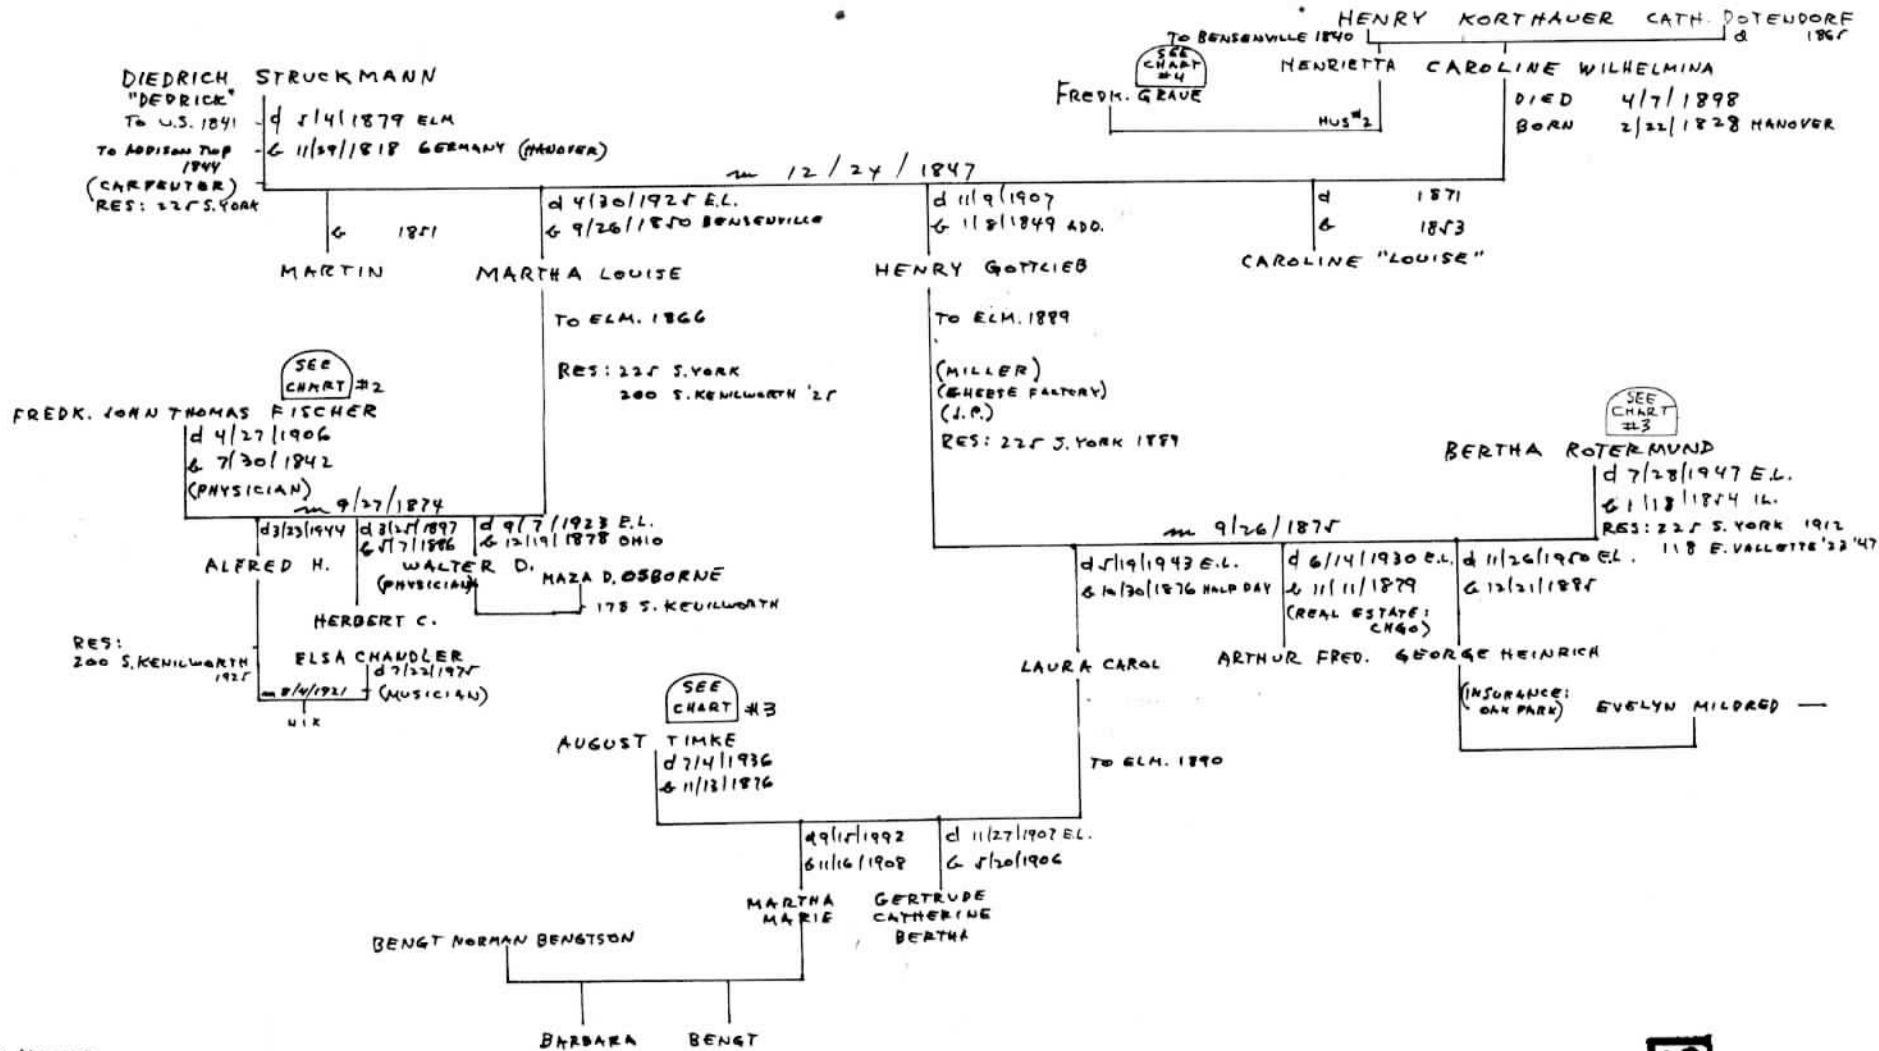 HENRY KORTHAUER CATH. DOTENDORF
TO BENSENVILLE 1840
d 1865
SEE
CHART
#4
HENRIETTA CAROLINE WILHELMINA
FREDK. GRAUE
HUS #2
DIED 4/7/1898
BORN 2/22/1828 HANOVER
DIEDRICH STRUCKMANN
"DEDRICK"
TO U.S. 1841
d 5/4/1879 ELM
TO ADDISON TWP
1844
b 11/29/1818 GERMANY (HANOVER)
(CARPENTER)
RES: 225 S. YORK
m 12/24/1847
b 1851
MARTIN
d 4/30/1925 E.L.
b 9/26/1850 BENSENVILLE
MARTHA LOUISE
d 11/9/1907
b 11/8/1849 ADD.
HENRY GOTTLIEB
d 1871
b 1853
CAROLINE "LOUISE"
TO ELM. 1866
RES: 225 S. YORK
200 S. KENILWORTH '25
TO ELM. 1889
(MILLER)
(CHEESE FACTORY)
(J.P.)
RES: 225 S. YORK 1889
SEE
CHART #2
FREDK. JOHN THOMAS FISCHER
d 4/27/1906
b 7/30/1842
(PHYSICIAN)
m 9/27/1874
SEE
CHART
#3
BERTHA ROTERMUND
d 7/28/1947 E.L.
b 1/18/1854 IL.
RES: 225 S. YORK 1912
118 E. VALLETTE '23 '47
d 3/23/1944
ALFRED H.
d 3/25/1897
b 5/7/1886
HERBERT C.
d 9/7/1923 E.L.
b 12/19/1878 OHIO
WALTER D.
(PHYSICIAN)
MAZA D. OSBORNE
178 S. KENILWORTH
RES:
200 S. KENILWORTH
1925
ELSA CHANDLER
d 7/22/1975
(MUSICIAN)
m 8/4/1921
NIX
m 9/26/1875
d 5/19/1943 E.L.
b 10/30/1876 HALF DAY
LAURA CAROL
d 6/14/1930 E.L.
b 11/11/1879
(REAL ESTATE:
CHGO)
ARTHUR FRED.
d 11/26/1950 E.L.
b 12/21/1885
GEORGE HEINRICH
(INSURANCE:
OAK PARK)
EVELYN MILDRED —
SEE
CHART #3
AUGUST TIMKE
d 7/4/1936
b 11/13/1876
TO ELM. 1890
d 9/15/1992
b 11/16/1908
MARTHA
MARIE
d 11/27/1907 E.L.
b 5/20/1906
GERTRUDE
CATHERINE
BERTHA
BENGT NORMAN BENGTSON
BARBARA BENGT